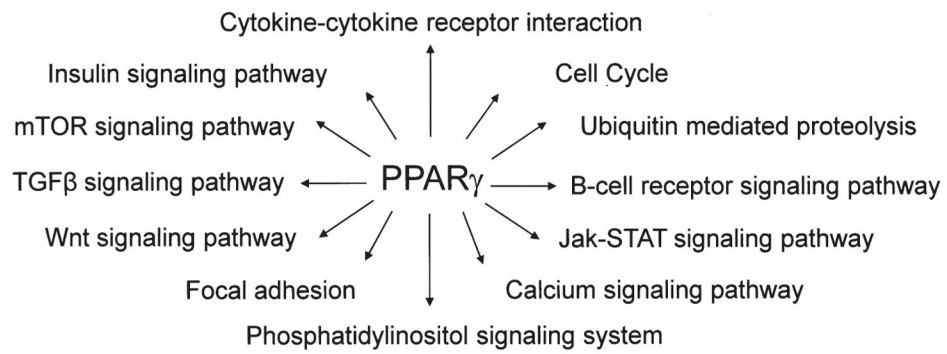 Cytokine-cytokine receptor interaction
Insulin signaling pathway
Cell Cycle
mTOR signaling pathway
Ubiquitin mediated proteolysis
TGFβ signaling pathway
PPARγ
B-cell receptor signaling pathway
Wnt signaling pathway
Jak-STAT signaling pathway
Focal adhesion
Calcium signaling pathway
Phosphatidylinositol signaling system